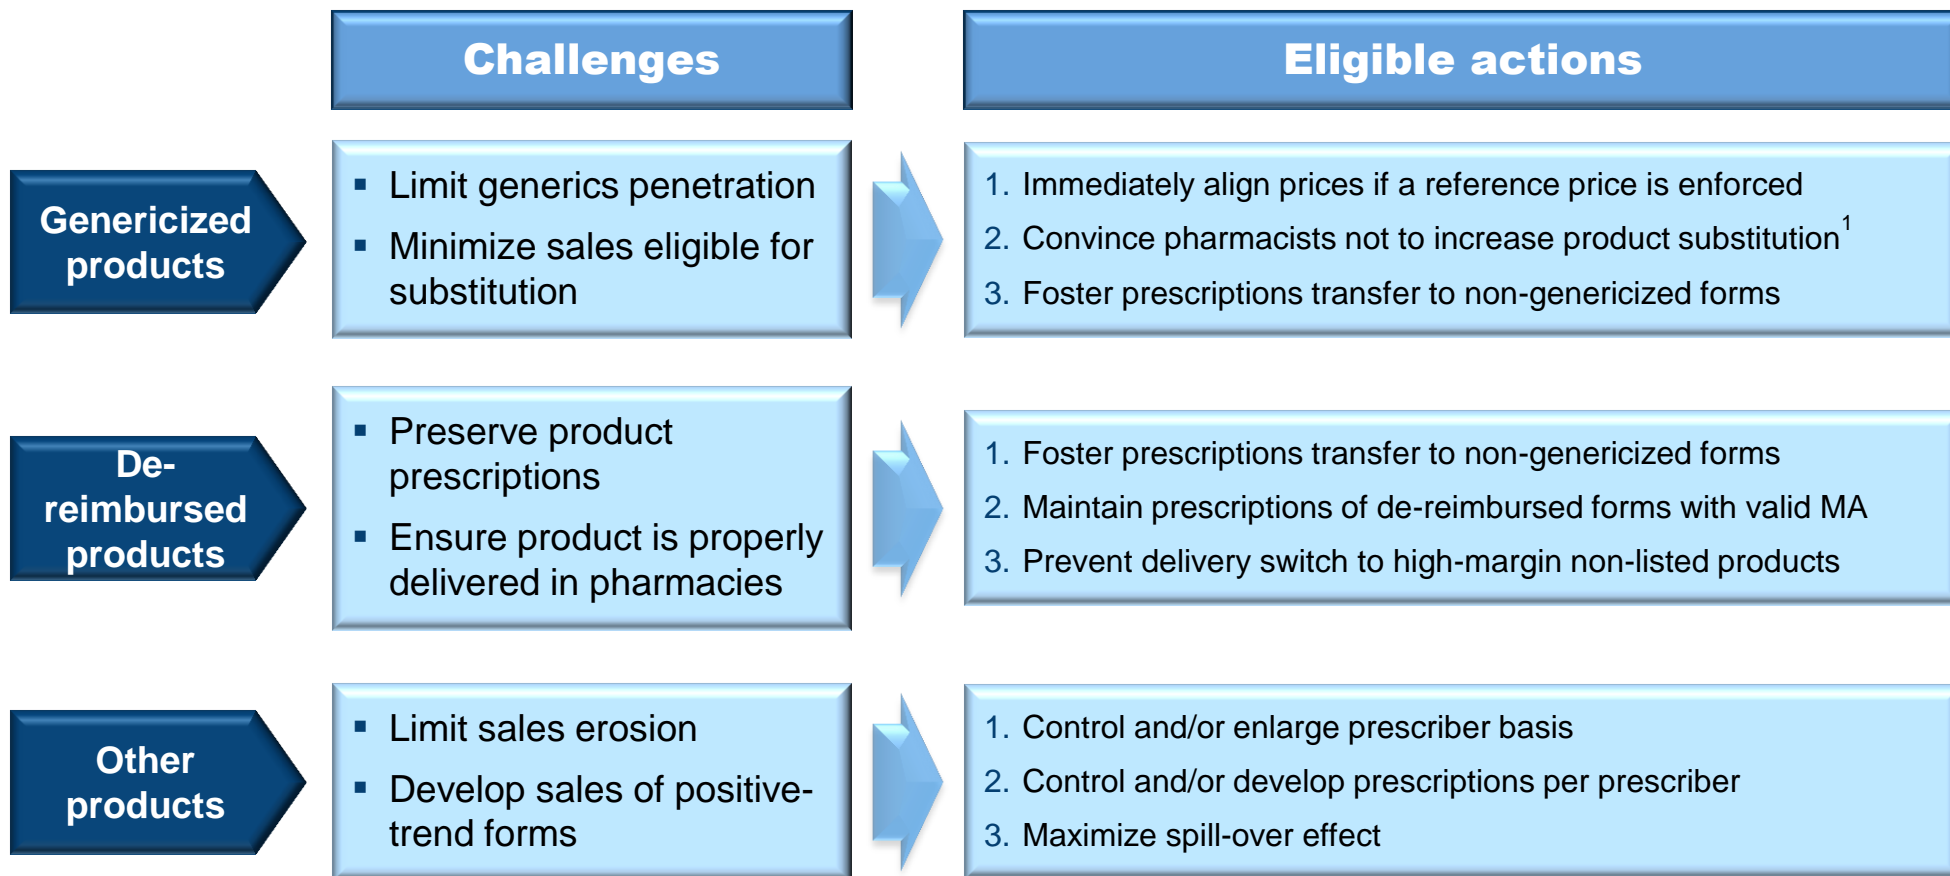 Challenges
Eligible actions
Genericized
products
▪ Limit generics penetration
▪ Minimize sales eligible for
substitution
1. Immediately align prices if a reference price is enforced
2. Convince pharmacists not to increase product substitution¹
3. Foster prescriptions transfer to non-genericized forms
De-
reimbursed
products
▪ Preserve product
prescriptions
▪ Ensure product is properly
delivered in pharmacies
1. Foster prescriptions transfer to non-genericized forms
2. Maintain prescriptions of de-reimbursed forms with valid MA
3. Prevent delivery switch to high-margin non-listed products
Other
products
▪ Limit sales erosion
▪ Develop sales of positive-
trend forms
1. Control and/or enlarge prescriber basis
2. Control and/or develop prescriptions per prescriber
3. Maximize spill-over effect